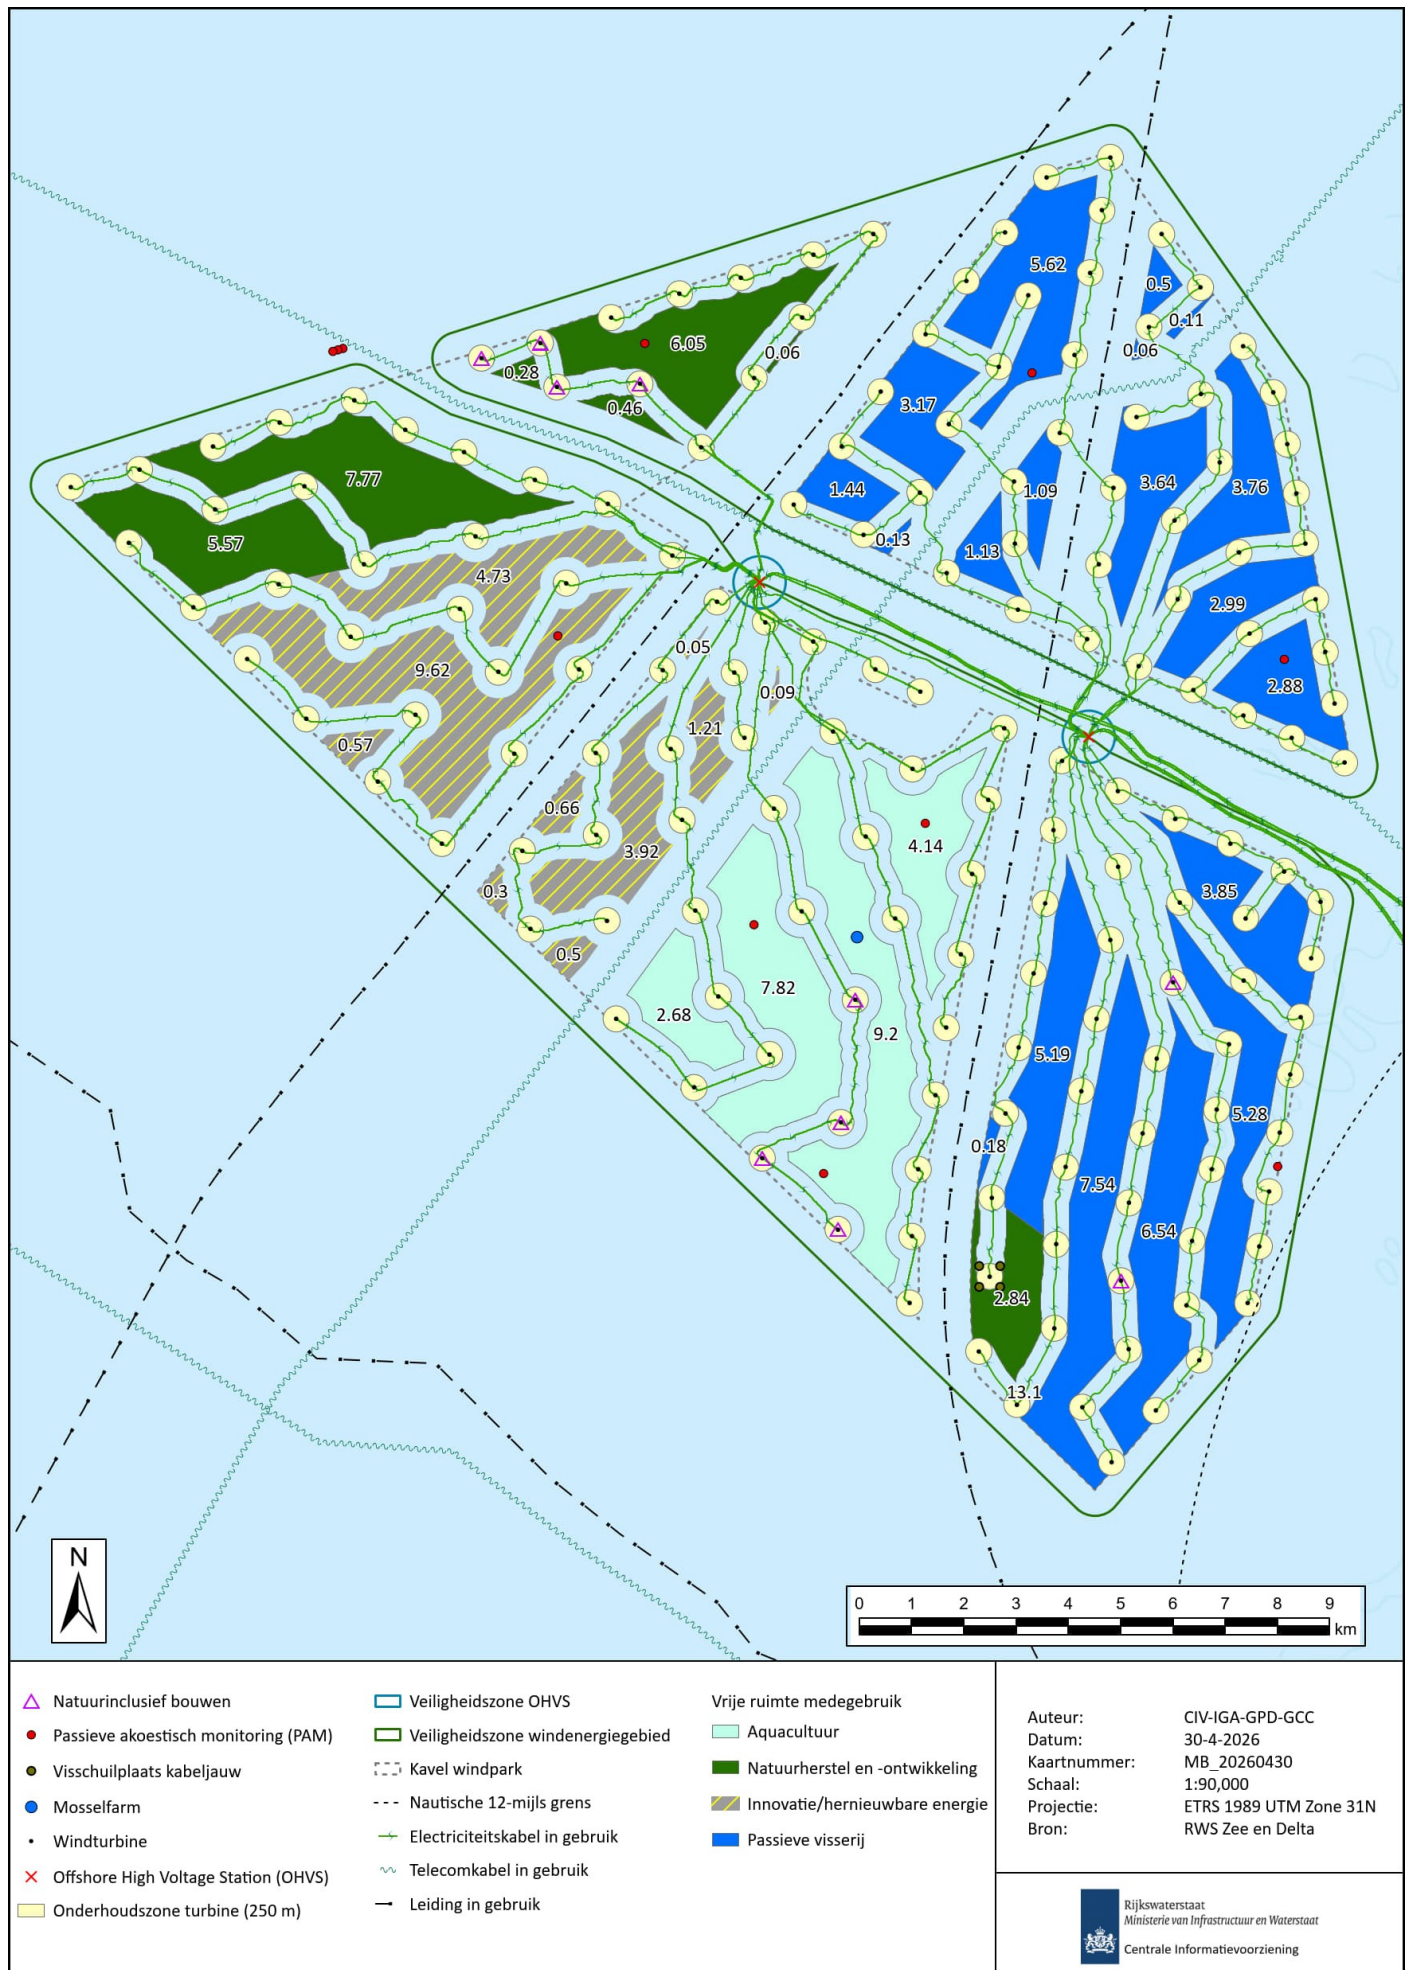 5.62
0.5
0.11
0.06
6.05
0.06
0.28
0.46
3.17
1.44
0.13
1.09
1.13
3.64
3.76
2.99
2.88
7.77
5.57
4.73
9.62
0.57
0.05
0.09
1.21
0.66
3.92
0.3
0.5
4.14
7.82
2.68
9.2
3.85
5.19
5.28
0.18
7.54
6.54
2.84
13.1
N
0 1 2 3 4 5 6 7 8 9
km
Natuurinclusief bouwen
Passieve akoestisch monitoring (PAM)
Visschuilplaats kabeljauw
Mosselfarm
Windturbine
Offshore High Voltage Station (OHVS)
Onderhoudszone turbine (250 m)
Veiligheidszone OHVS
Veiligheidszone windenergiegebied
Kavel windpark
Nautische 12-mijls grens
Electriciteitskabel in gebruik
Telecomkabel in gebruik
Leiding in gebruik
Vrije ruimte medegebruik
Aquacultuur
Natuurherstel en -ontwikkeling
Innovatie/hernieuwbare energie
Passieve visserij
Auteur: CIV-IGA-GPD-GCC
Datum: 30-4-2026
Kaartnummer: MB_20260430
Schaal: 1:90,000
Projectie: ETRS 1989 UTM Zone 31N
Bron: RWS Zee en Delta
Rijkswaterstaat
Ministerie van Infrastructuur en Waterstaat
Centrale Informatievoorziening